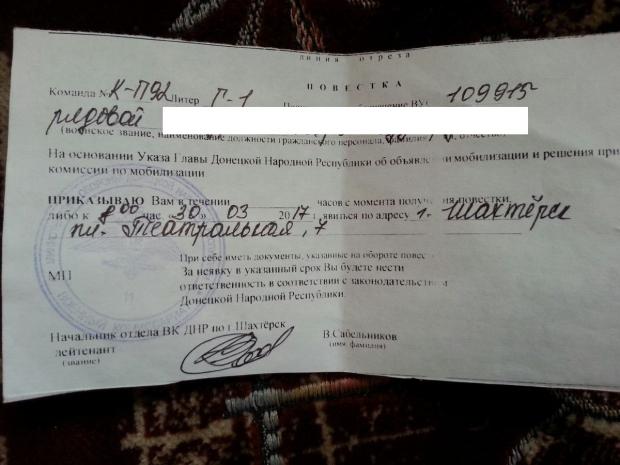 линия отреза
ПОВЕСТКА
Команда № К-П92 Литер Г-1 ВУС 109915
рядовой
(воинское звание, наименование должности гражданского персонала, фамилия, отчество)
На основании Указа Главы Донецкой Народной Республики об объявлении мобилизации и решения при
комиссии по мобилизации
ПРИКАЗЫВАЮ Вам в течении часов с момента получения повестки,
либо к 8 00 час. «30» 03 2017 г. явиться по адресу г. Шахтёрск
пл. Театральная, 7
При себе иметь документы, указанные на обороте повес
МП За неявку в указанный срок Вы будете нести
ответственность в соответствии с законодательством
Донецкой Народной Республики.
Начальник отдела ВК ДНР по г.Шахтёрск
лейтенант В.Сабельников
(звание) (имя, фамилия)